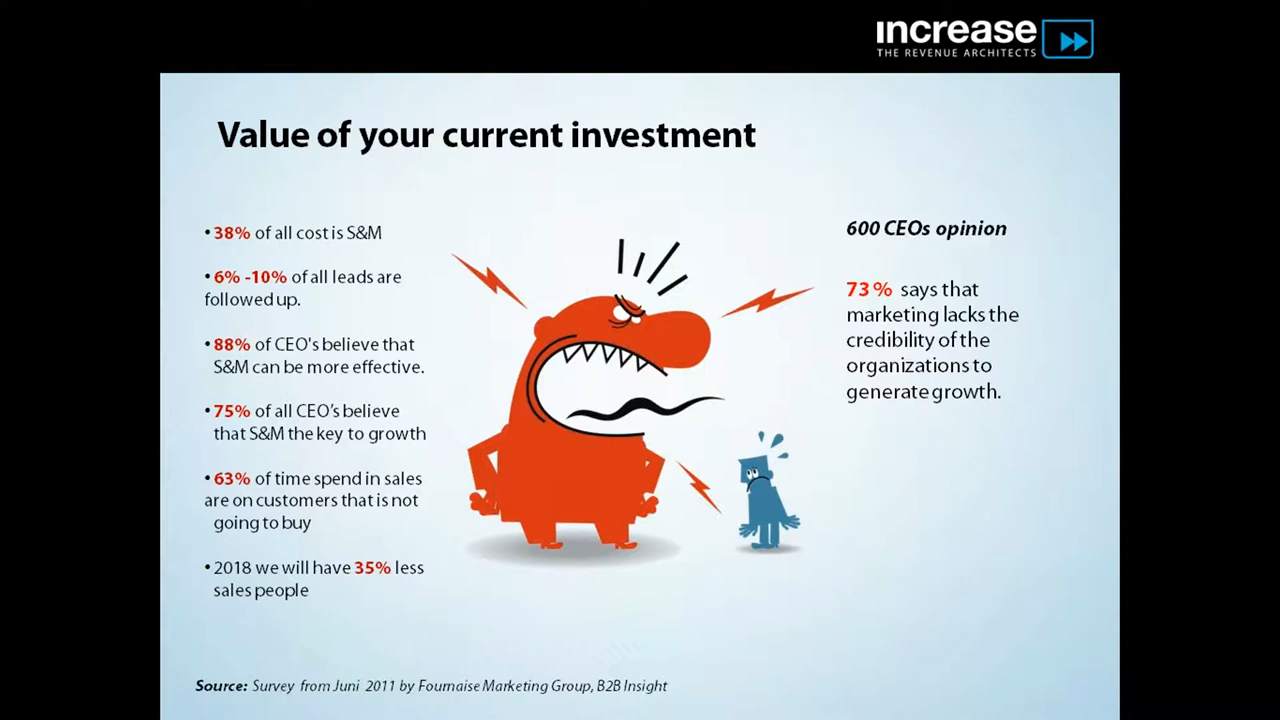 increase
THE REVENUE ARCHITECTS
Value of your current investment
• 38% of all cost is S&M
• 6% -10% of all leads are
followed up.
• 88% of CEO's believe that
S&M can be more effective.
• 75% of all CEO’s believe
that S&M the key to growth
• 63% of time spend in sales
are on customers that is not
going to buy
• 2018 we will have 35% less
sales people
600 CEOs opinion
73% says that
marketing lacks the
credibility of the
organizations to
generate growth.
Source: Survey from Juni 2011 by Fournaise Marketing Group, B2B Insight